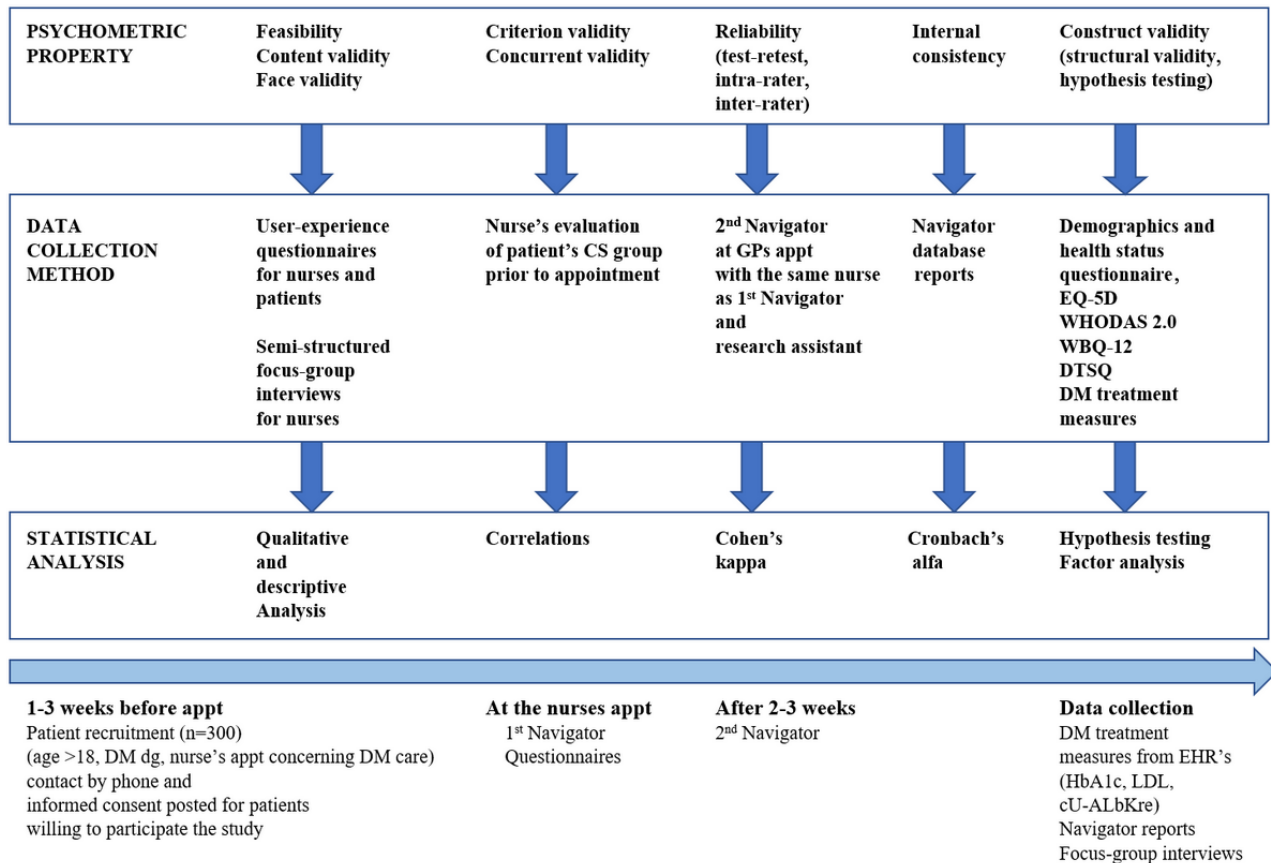 PSYCHOMETRIC
PROPERTY
Feasibility
Content validity
Face validity
Criterion validity
Concurrent validity
Reliability
(test-retest,
intra-rater,
inter-rater)
Internal
consistency
Construct validity
(structural validity,
hypothesis testing)
DATA
COLLECTION
METHOD
User-experience
questionnaires
for nurses and
patients
Semi-structured
focus-group
interviews
for nurses
Nurse’s evaluation
of patient’s CS group
prior to appointment
2nd Navigator
at GPs appt
with the same nurse
as 1st Navigator
and
research assistant
Navigator
database
reports
Demographics and
health status
questionnaire,
EQ-5D
WHODAS 2.0
WBQ-12
DTSQ
DM treatment
measures
STATISTICAL
ANALYSIS
Qualitative
and
descriptive
Analysis
Correlations
Cohen’s
kappa
Cronbach’s
alfa
Hypothesis testing
Factor analysis
1-3 weeks before appt
Patient recruitment (n=300)
(age >18, DM dg, nurse’s appt concerning DM care)
contact by phone and
informed consent posted for patients
willing to participate the study
At the nurses appt
1st Navigator
Questionnaires
After 2-3 weeks
2nd Navigator
Data collection
DM treatment
measures from EHR’s
(HbA1c, LDL,
cU-ALbKre)
Navigator reports
Focus-group interviews